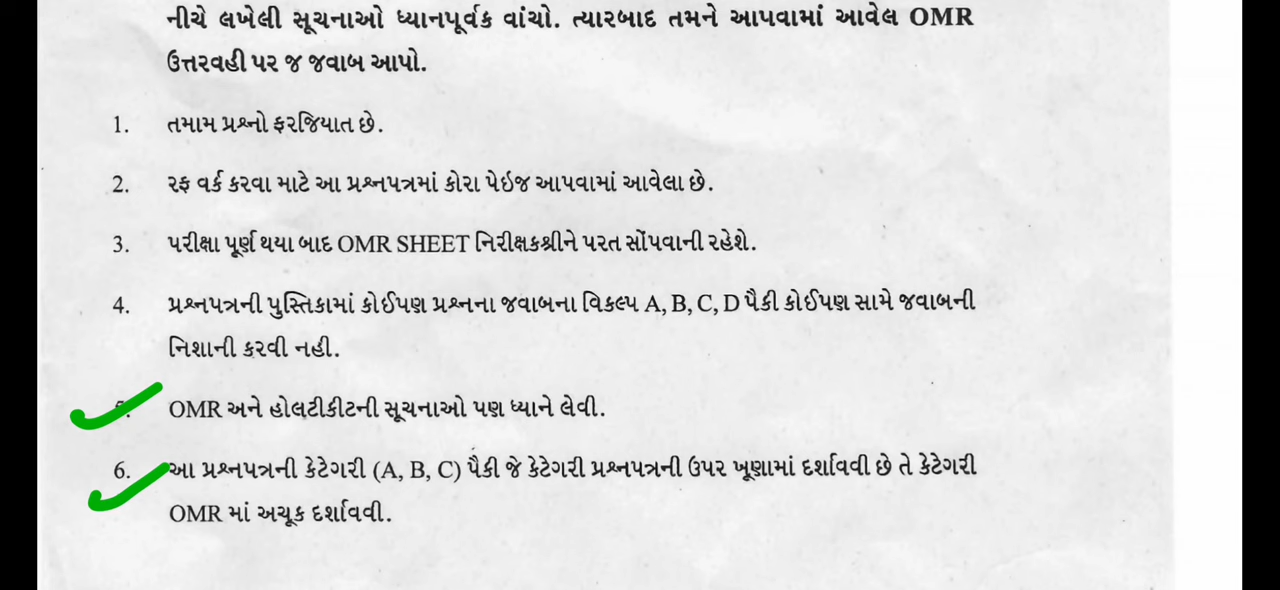 નીચે લખેલી સૂચનાઓ ધ્યાનપૂર્વક વાંચો. ત્યારબાદ તમને આપવામાં આવેલ OMR
ઉત્તરવહી પર જ જવાબ આપો.
1. તમામ પ્રશ્નો ફરજિયાત છે.
2. રફ વર્ક કરવા માટે આ પ્રશ્નપત્રમાં કોરા પેઇજ આપવામાં આવેલા છે.
3. પરીક્ષા પૂર્ણ થયા બાદ OMR SHEET નિરીક્ષકશ્રીને પરત સોંપવાની રહેશે.
4. પ્રશ્નપત્રની પુસ્તિકામાં કોઈપણ પ્રશ્નના જવાબના વિકલ્પ A, B, C, D પૈકી કોઈપણ સામે જવાબની
નિશાની કરવી નહી.
5. OMR અને હોલટીકીટની સૂચનાઓ પણ ધ્યાને લેવી.
6. આ પ્રશ્નપત્રની કેટેગરી (A, B, C) પૈકી જે કેટેગરી પ્રશ્નપત્રની ઉપર ખૂણામાં દર્શાવવી છે તે કેટેગરી
OMR માં અચૂક દર્શાવવી.